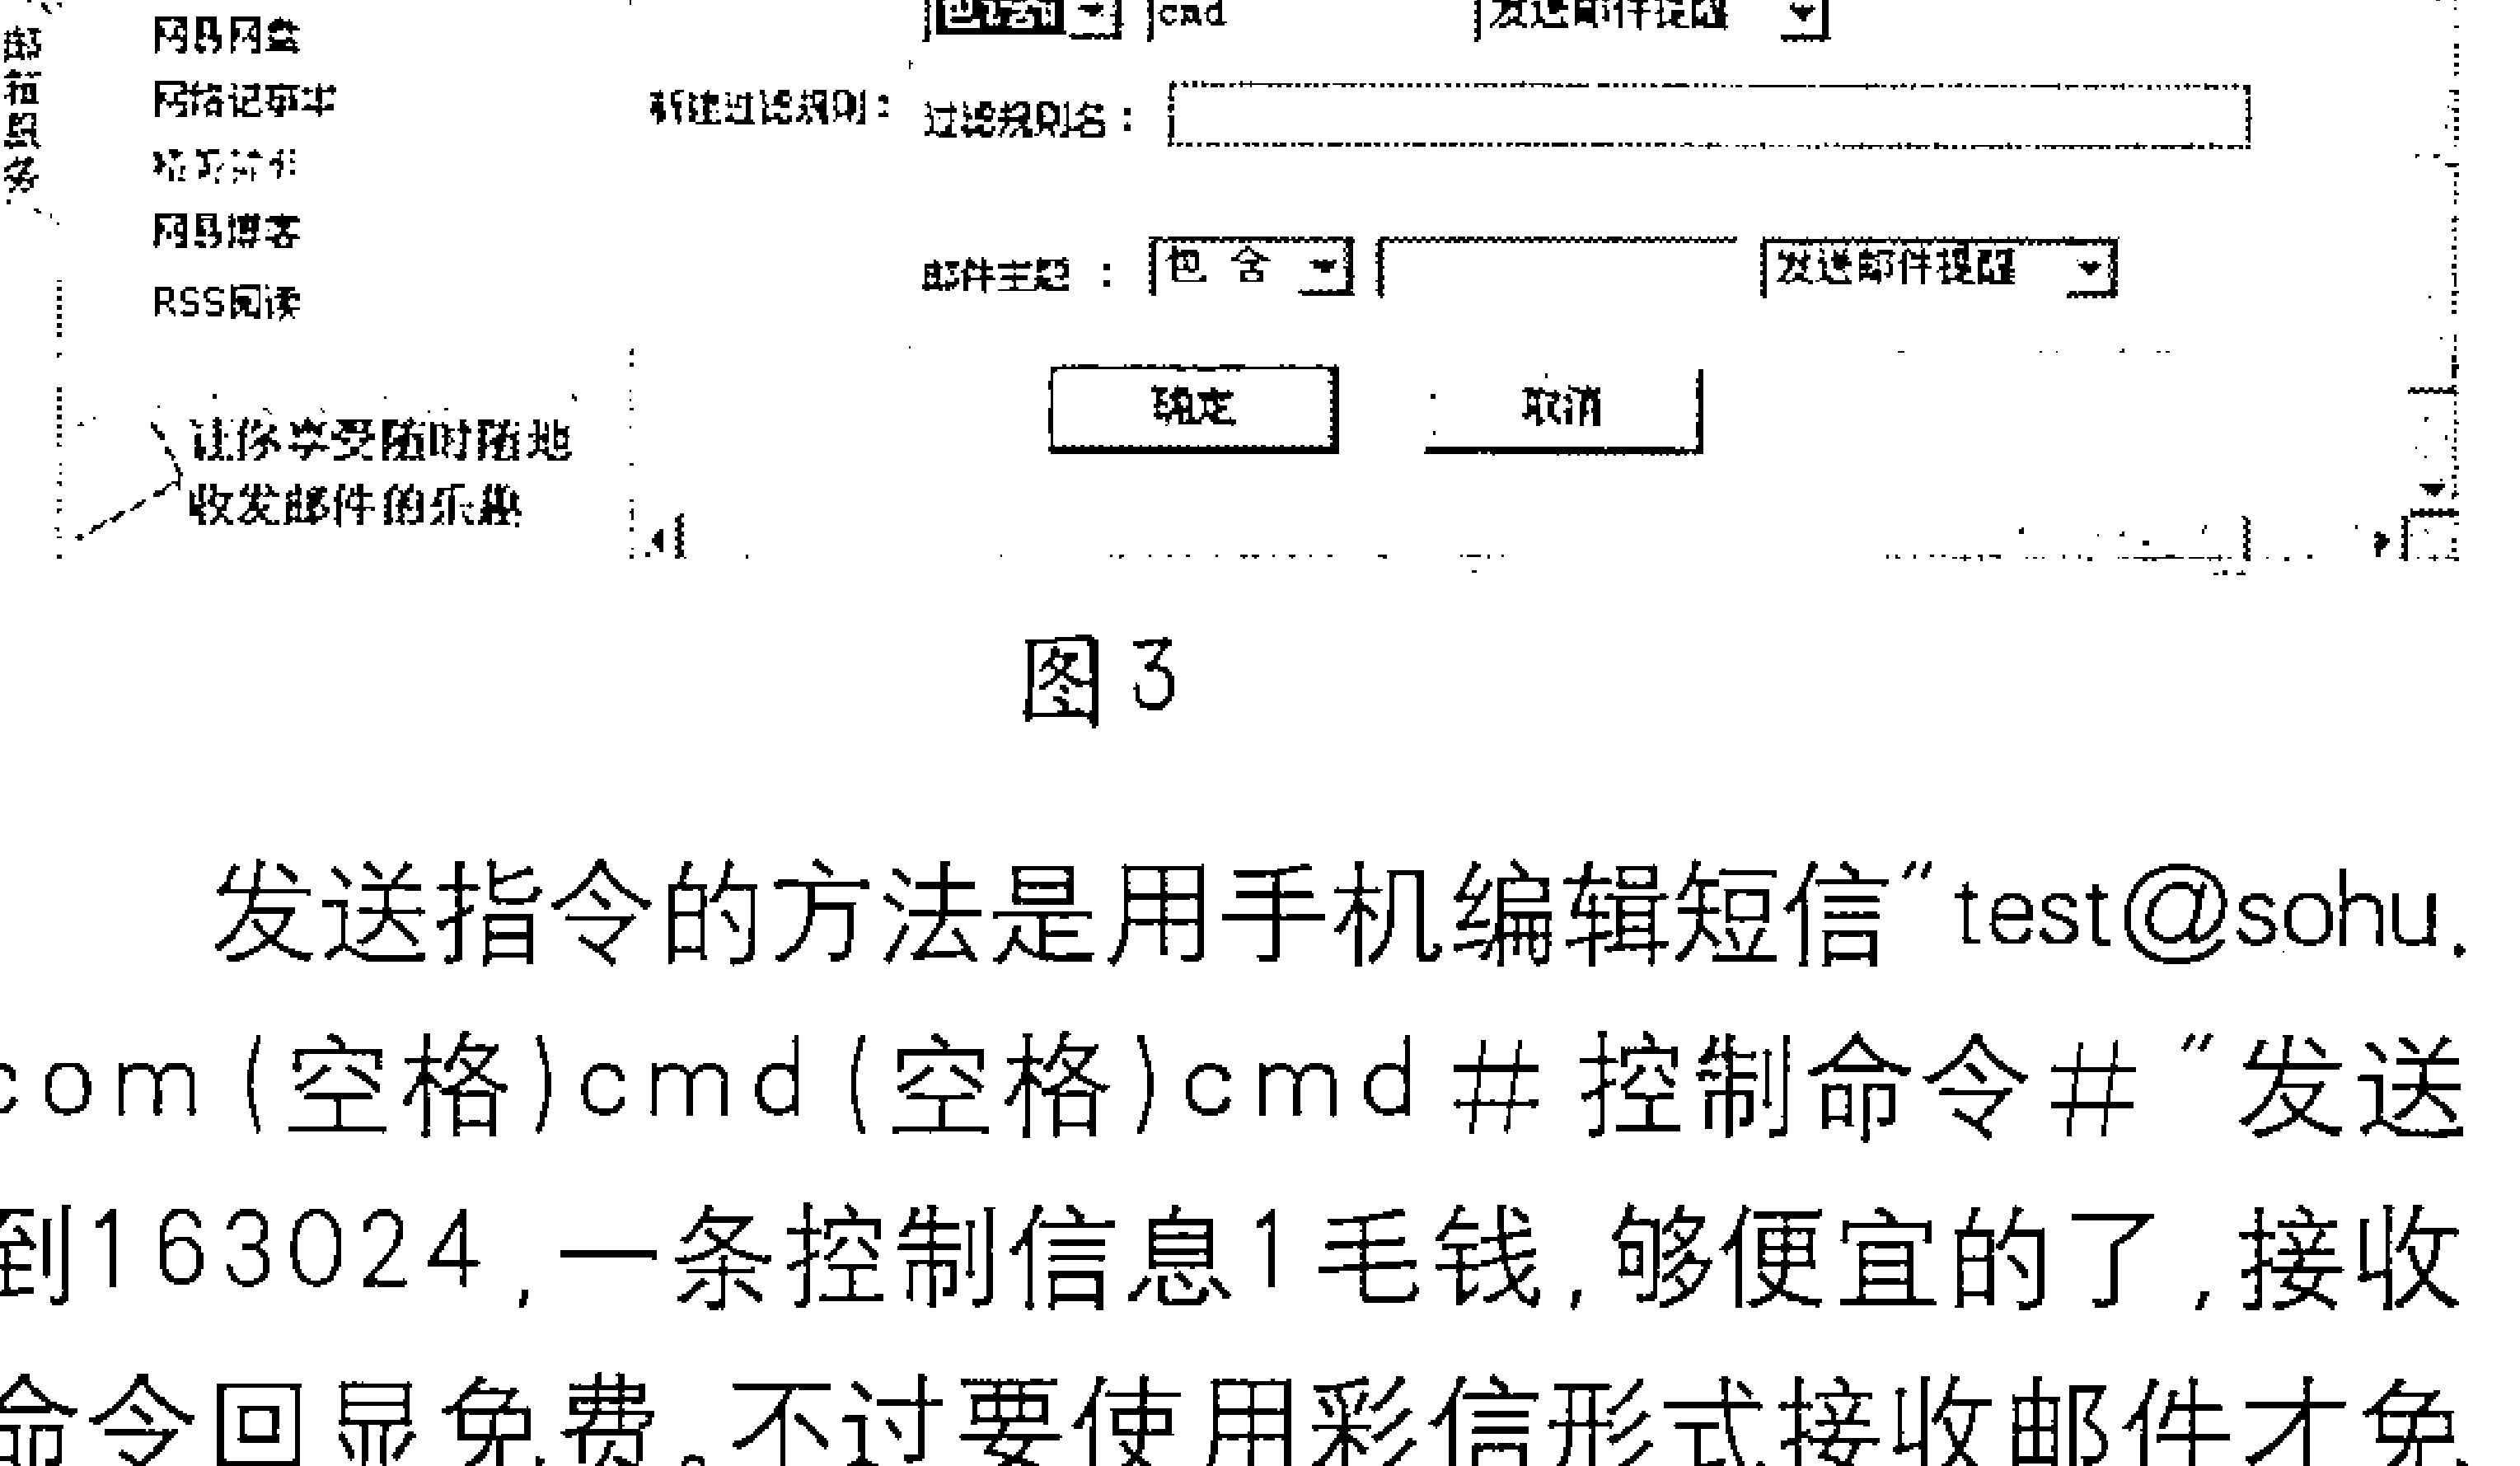 cmd 发送邮件提醒
网易网盘
网络记事本
新建过滤规则: 过滤规则名:
网易博客
邮件主题 : 包 含 发送邮件提醒
RSS阅读
确定 取消
让你享受随时随地
收发邮件的乐趣
图3
发送指令的方法是用手机编辑短信"test@sohu.
com(空格)cmd(空格)cmd#控制命令#"发送
到163024,一条控制信息1毛钱,够便宜的了,接收
命令回显免费。不过要使用彩信形式接收邮件才免